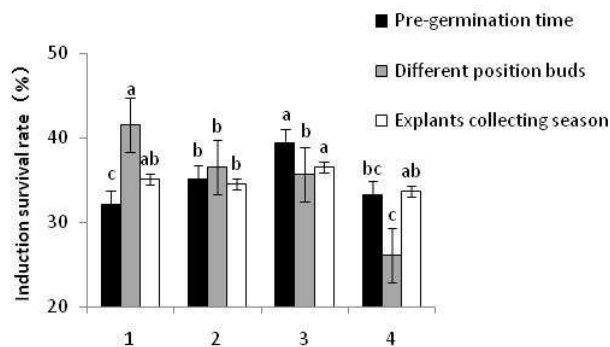 Pre-germination time
Different position buds
Explants collecting season
Induction survival rate (%)
50
40
30
20
c a ab
b b b
a b a
bc c ab
1 2 3 4